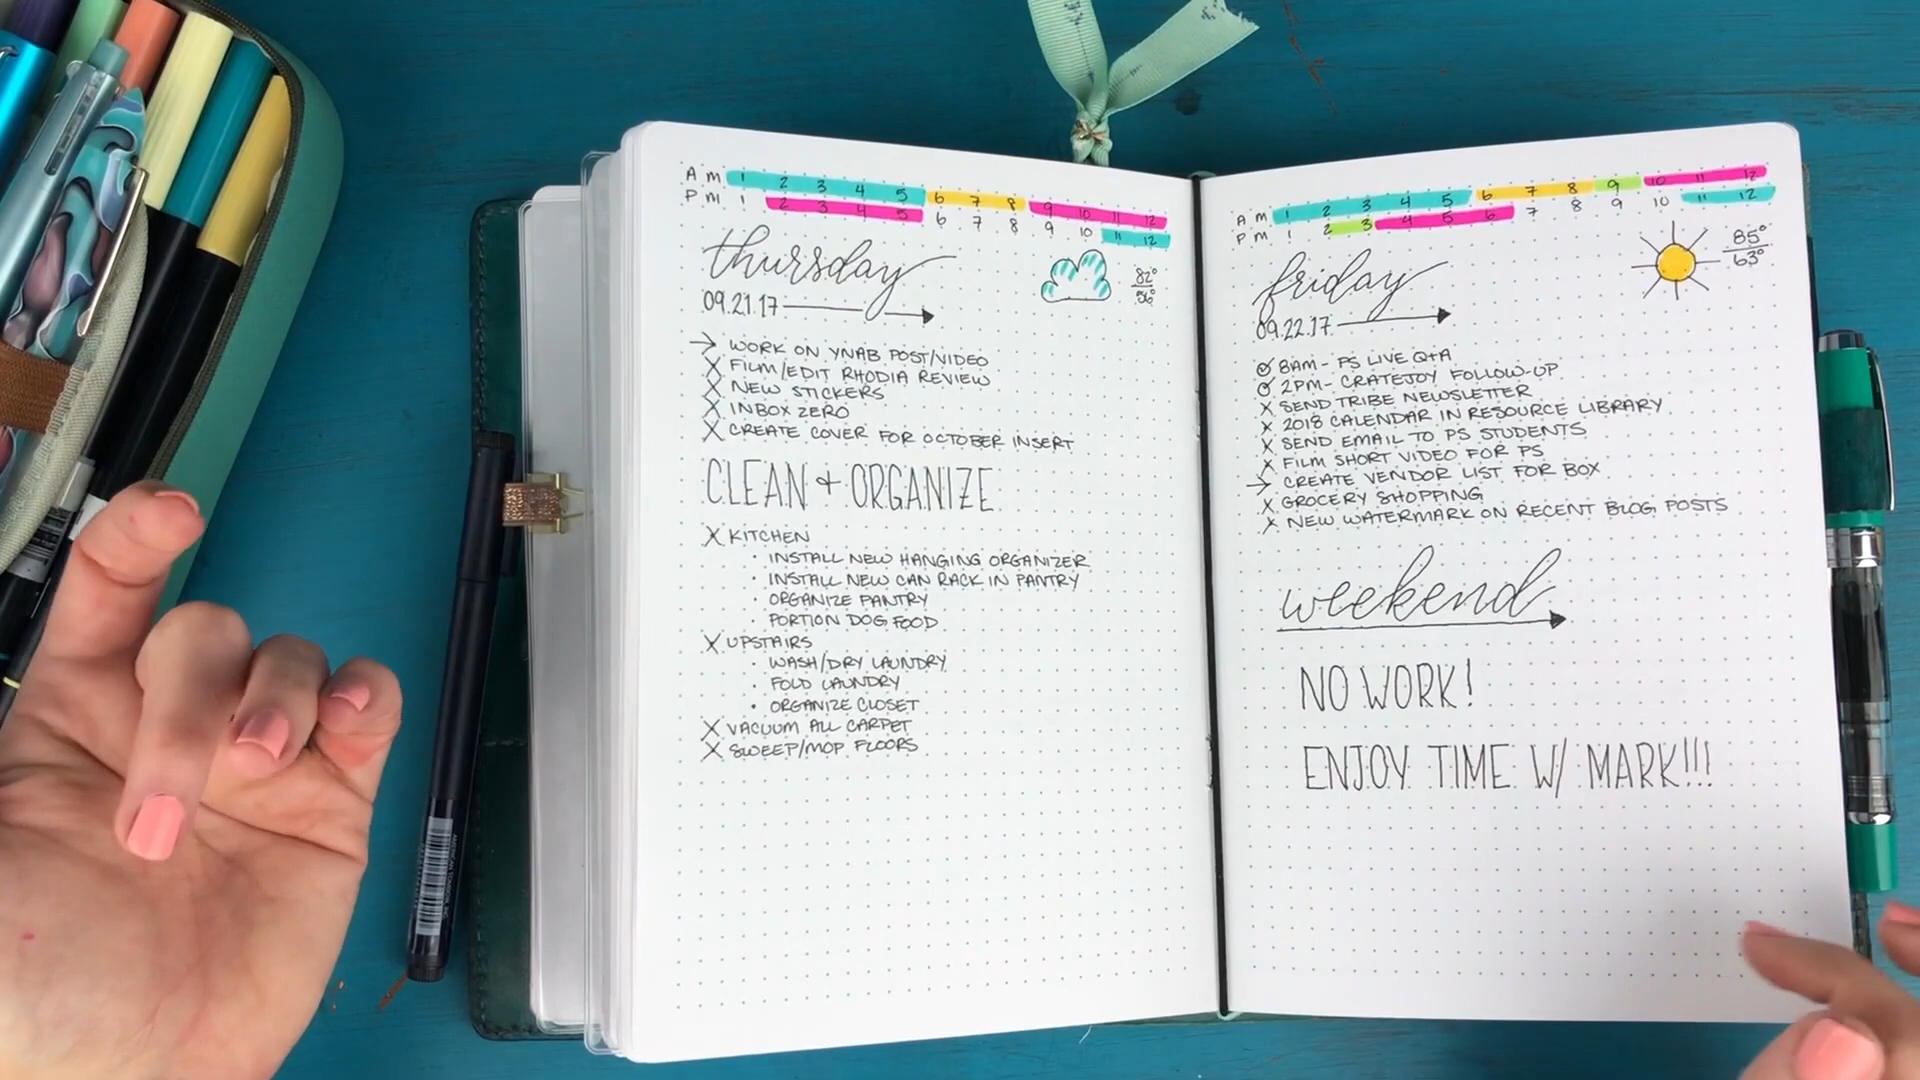 AM 1 2 3 4 5 6 7 8 9 10 11 12
PM 1 2 3 4 5 6 7 8 9 10 11 12
thursday
82°
56°
09.21.17
WORK ON YNAB POST/VIDEO
FILM/EDIT RHODIA REVIEW
NEW STICKERS
INBOX ZERO
CREATE COVER FOR OCTOBER INSERT
CLEAN + ORGANIZE
KITCHEN
• INSTALL NEW HANGING ORGANIZER
• INSTALL NEW CAN RACK IN PANTRY
• ORGANIZE PANTRY
• PORTION DOG FOOD
UPSTAIRS
• WASH/DRY LAUNDRY
• FOLD LAUNDRY
• ORGANIZE CLOSET
VACUUM ALL CARPET
SWEEP/MOP FLOORS
AM 1 2 3 4 5 6 7 8 9 10 11 12
PM 1 2 3 4 5 6 7 8 9 10 11 12
friday
85°
63°
09.22.17
8AM - PS LIVE Q+A
2PM - CRATEJOY FOLLOW-UP
SEND TRIBE NEWSLETTER
2018 CALENDAR IN RESOURCE LIBRARY
SEND EMAIL TO PS STUDENTS
FILM SHORT VIDEO FOR PS
CREATE VENDOR LIST FOR BOX
GROCERY SHOPPING
NEW WATERMARK ON RECENT BLOG POSTS
weekend
NO WORK!
ENJOY TIME W/ MARK!!!